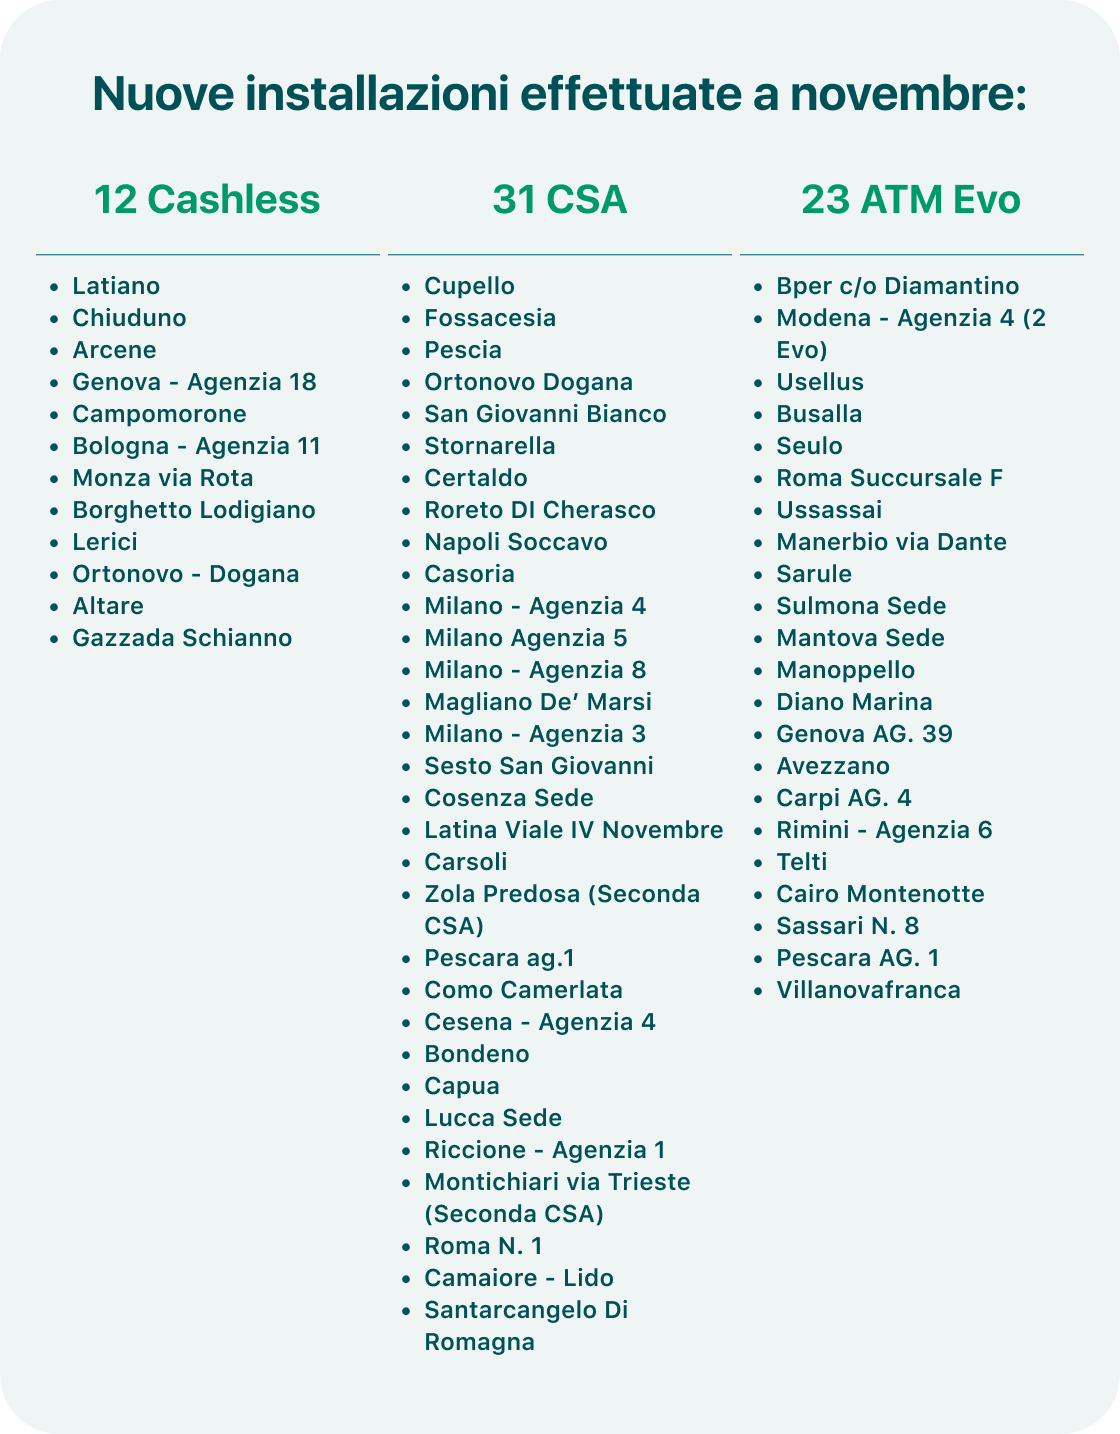 Nuove installazioni effettuate a novembre:
12 Cashless
• Latiano
• Chiuduno
• Arcene
• Genova - Agenzia 18
• Campomorone
• Bologna - Agenzia 11
• Monza via Rota
• Borghetto Lodigiano
• Lerici
• Ortonovo - Dogana
• Altare
• Gazzada Schianno
31 CSA
• Cupello
• Fossacesia
• Pescia
• Ortonovo Dogana
• San Giovanni Bianco
• Stornarella
• Certaldo
• Roreto DI Cherasco
• Napoli Soccavo
• Casoria
• Milano - Agenzia 4
• Milano Agenzia 5
• Milano - Agenzia 8
• Magliano De’ Marsi
• Milano - Agenzia 3
• Sesto San Giovanni
• Cosenza Sede
• Latina Viale IV Novembre
• Carsoli
• Zola Predosa (Seconda
CSA)
• Pescara ag.1
• Como Camerlata
• Cesena - Agenzia 4
• Bondeno
• Capua
• Lucca Sede
• Riccione - Agenzia 1
• Montichiari via Trieste
(Seconda CSA)
• Roma N. 1
• Camaiore - Lido
• Santarcangelo Di
Romagna
23 ATM Evo
• Bper c/o Diamantino
• Modena - Agenzia 4 (2
Evo)
• Usellus
• Busalla
• Seulo
• Roma Succursale F
• Ussassai
• Manerbio via Dante
• Sarule
• Sulmona Sede
• Mantova Sede
• Manoppello
• Diano Marina
• Genova AG. 39
• Avezzano
• Carpi AG. 4
• Rimini - Agenzia 6
• Telti
• Cairo Montenotte
• Sassari N. 8
• Pescara AG. 1
• Villanovafranca